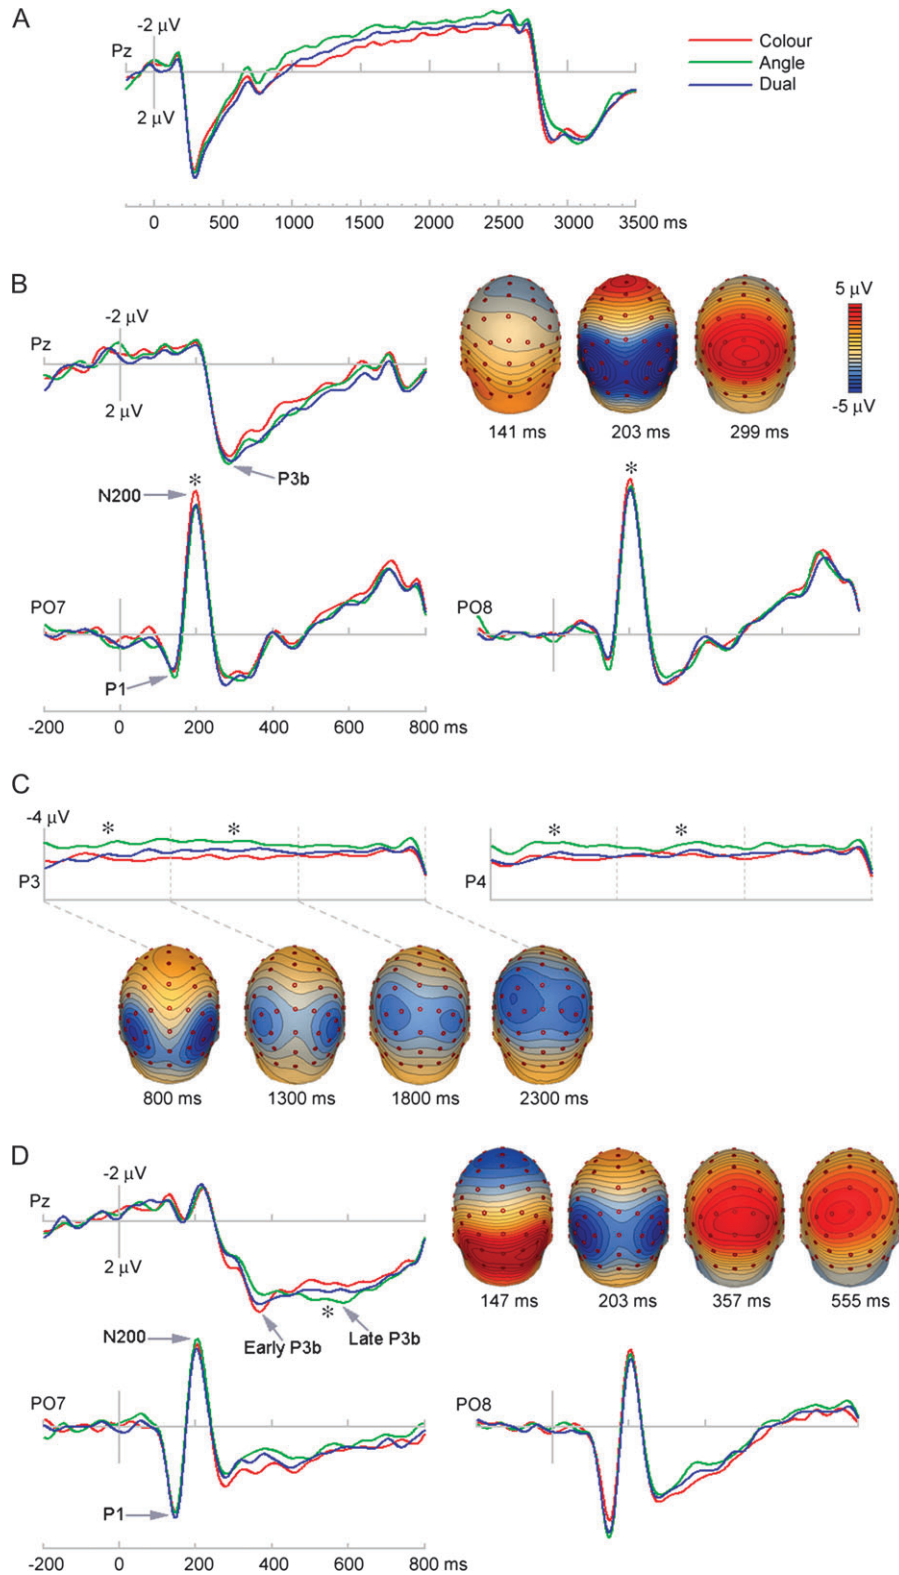 A
-2 µV
Pz
2 µV
Colour
Angle
Dual
0 500 1000 1500 2000 2500 3000 3500 ms
B
-2 µV
Pz
2 µV
P3b
5 µV
-5 µV
141 ms 203 ms 299 ms
N200 *
*
PO7
PO8
P1
-200 0 200 400 600 800 ms
C
-4 µV
* *
* *
P3
P4
800 ms 1300 ms 1800 ms 2300 ms
D
-2 µV
Pz
2 µV
*
Early P3b
Late P3b
147 ms 203 ms 357 ms 555 ms
N200
PO7
PO8
P1
-200 0 200 400 600 800 ms